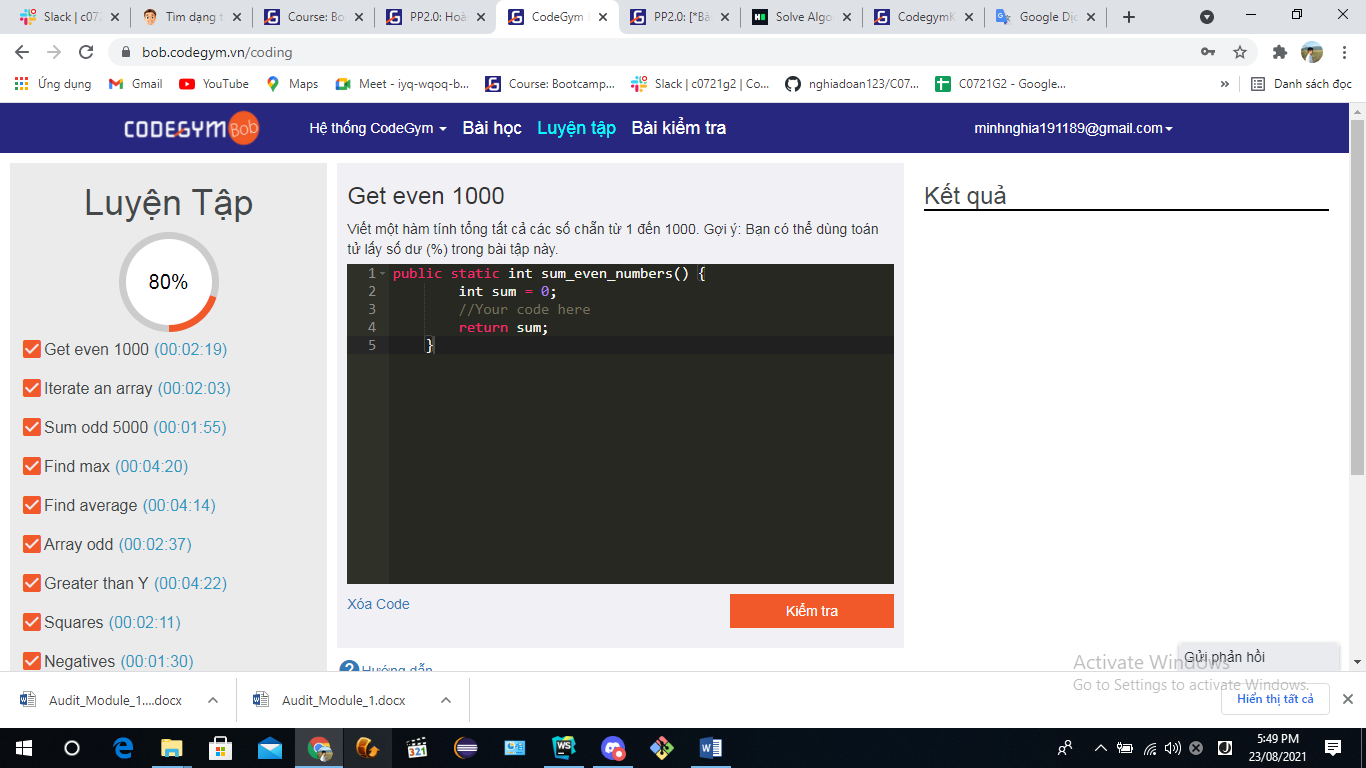 Slack | c07
Tìm dạng t
Course: Bo
PP2.0: Hoà
CodeGym
PP2.0: [*Bà
Solve Algo
CodegymK
Google Dịc
bob.codegym.vn/coding
Ứng dụng
Gmail
YouTube
Maps
Meet - iyq-wqoq-b...
Course: Bootcamp...
Slack | c0721g2 | Co...
nghiadoan123/C07...
C0721G2 - Google...
»
Danh sách đọc
CODEGYM Bob
Hệ thống CodeGym
Bài học
Luyện tập
Bài kiểm tra
minhnghia191189@gmail.com
Luyện Tập
80%
Get even 1000 (00:02:19)
Iterate an array (00:02:03)
Sum odd 5000 (00:01:55)
Find max (00:04:20)
Find average (00:04:14)
Array odd (00:02:37)
Greater than Y (00:04:22)
Squares (00:02:11)
Negatives (00:01:30)
Get even 1000
Viết một hàm tính tổng tất cả các số chẵn từ 1 đến 1000. Gợi ý: Bạn có thể dùng toán
tử lấy số dư (%) trong bài tập này.
1 public static int sum_even_numbers() {
2 int sum = 0;
3 //Your code here
4 return sum;
5 }
Xóa Code
Kiểm tra
Hướng dẫn
Kết quả
Gửi phản hồi
Activate Windows
Go to Settings to activate Windows.
Audit_Module_1....docx
Audit_Module_1.docx
Hiển thị tất cả
321
WS
5:49 PM
23/08/2021